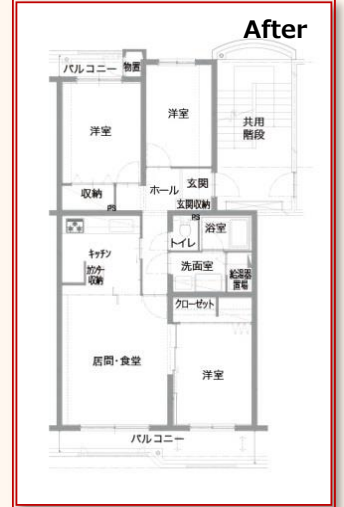 After
バルコニー 物置
洋室
洋室
共用
階段
収納
PS
ホール
玄関
玄関収納
PS
キッチン
カウンター
収納
トイレ
浴室
洗面室
給湯器
置場
クローゼット
居間・食堂
洋室
バルコニー